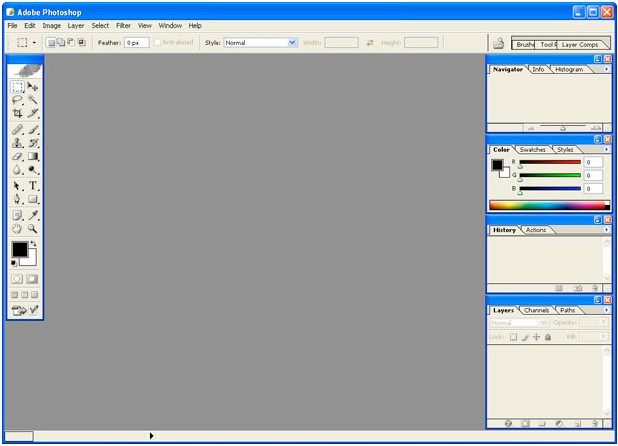 Adobe Photoshop
File Edit Image Layer Select Filter View Window Help
Feather: 0 px Anti-aliased Style: Normal Width: Height: Brushe Tool Layer Comps
Navigator Info Histogram
Color Swatches Styles
R 0
G 0
B 0
History Actions
Layers Channels Paths
Normal Opacity:
Lock: Fill:
T